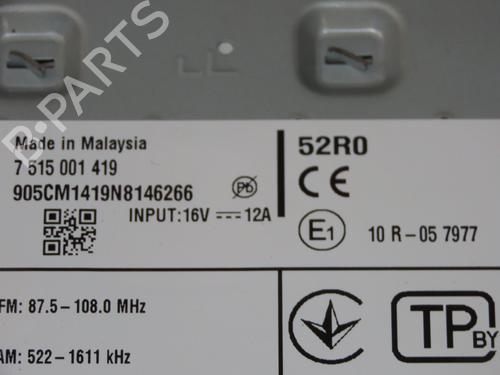 B-PARTS
Made in Malaysia
7 515 001 419
905CM1419N8146266
Pb
INPUT:16V 12A
52R0
CE
E1
10 R-05 7977
FM: 87.5-108.0 MHz
AM: 522-1611 kHz
TP BY